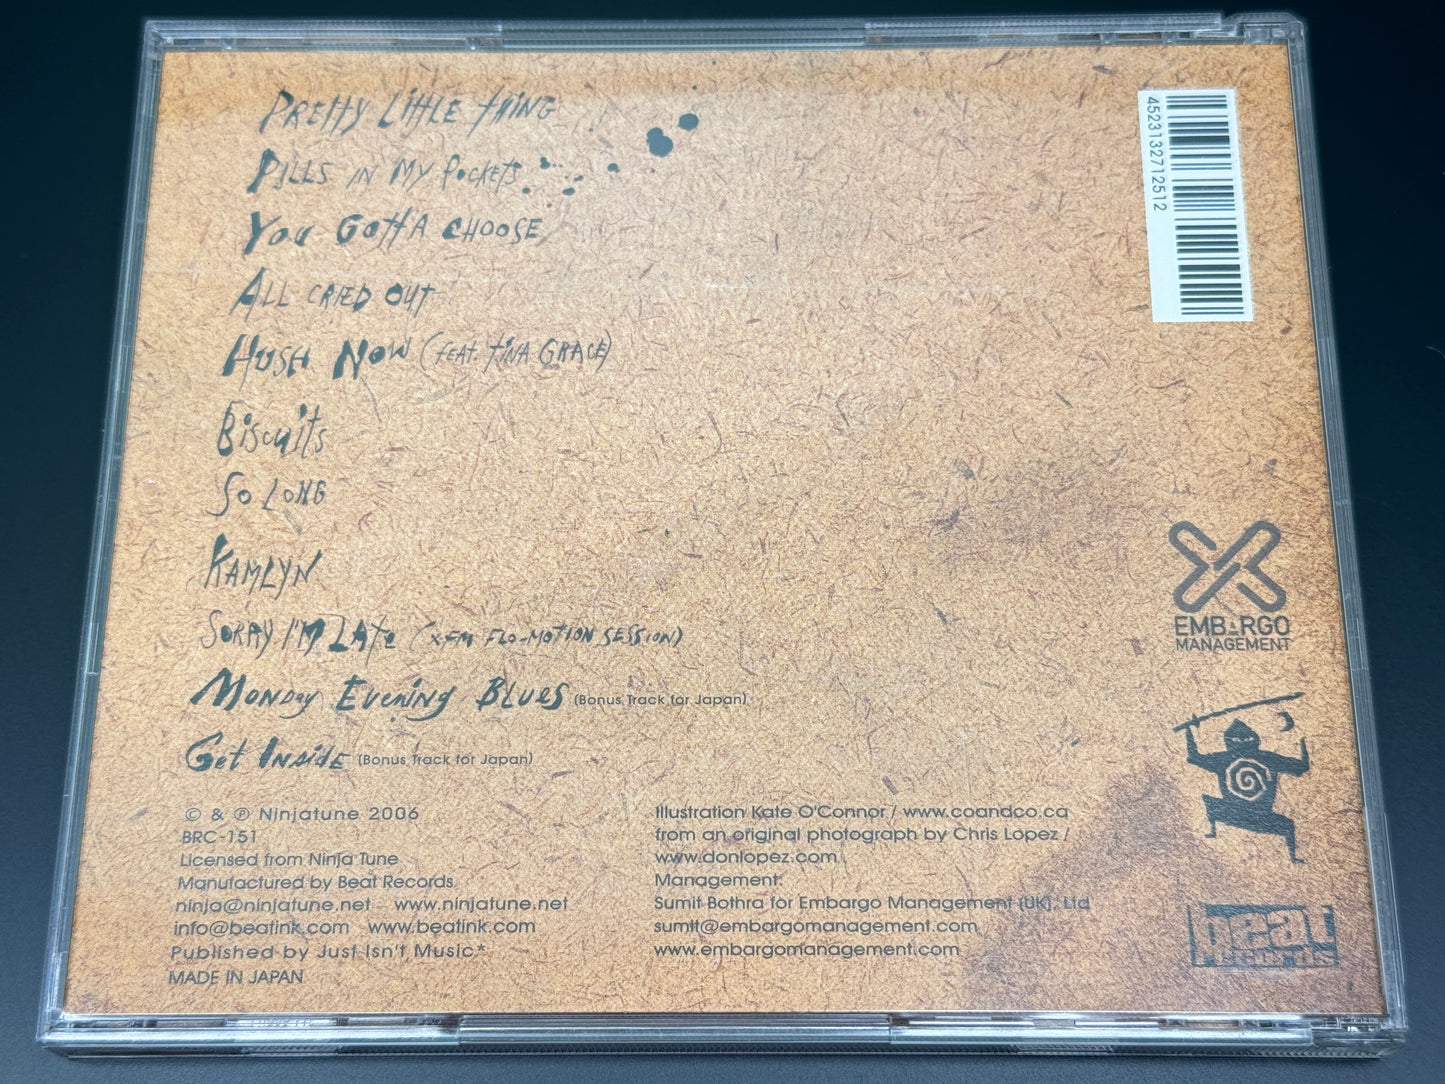 Pretty Little Thing
Pills in My Pockets
You Gotta Choose
All Cried Out
Hush Now (feat. Tina Grace)
Biscuits
So Long
Kamlyn
Sorry I'm Late (XFM Flo-Motion Session)
Monday Evening Blues (Bonus Track for Japan)
Get Inside (Bonus Track for Japan)
© & ℗ Ninjatune 2006
BRC-151
Licensed from Ninja Tune
Manufactured by Beat Records
ninja@ninjatune.net www.ninjatune.net
info@beatink.com www.beatink.com
Published by Just Isn't Music*
MADE IN JAPAN
Illustration Kate O'Connor / www.coandco.ca
from an original photograph by Chris Lopez /
www.donlopez.com
Management:
Sumit Bothra for Embargo Management (UK), Ltd
sumit@embargomanagement.com
www.embargomanagement.com
4523132712512
EMBARGO
MANAGEMENT
beat
records